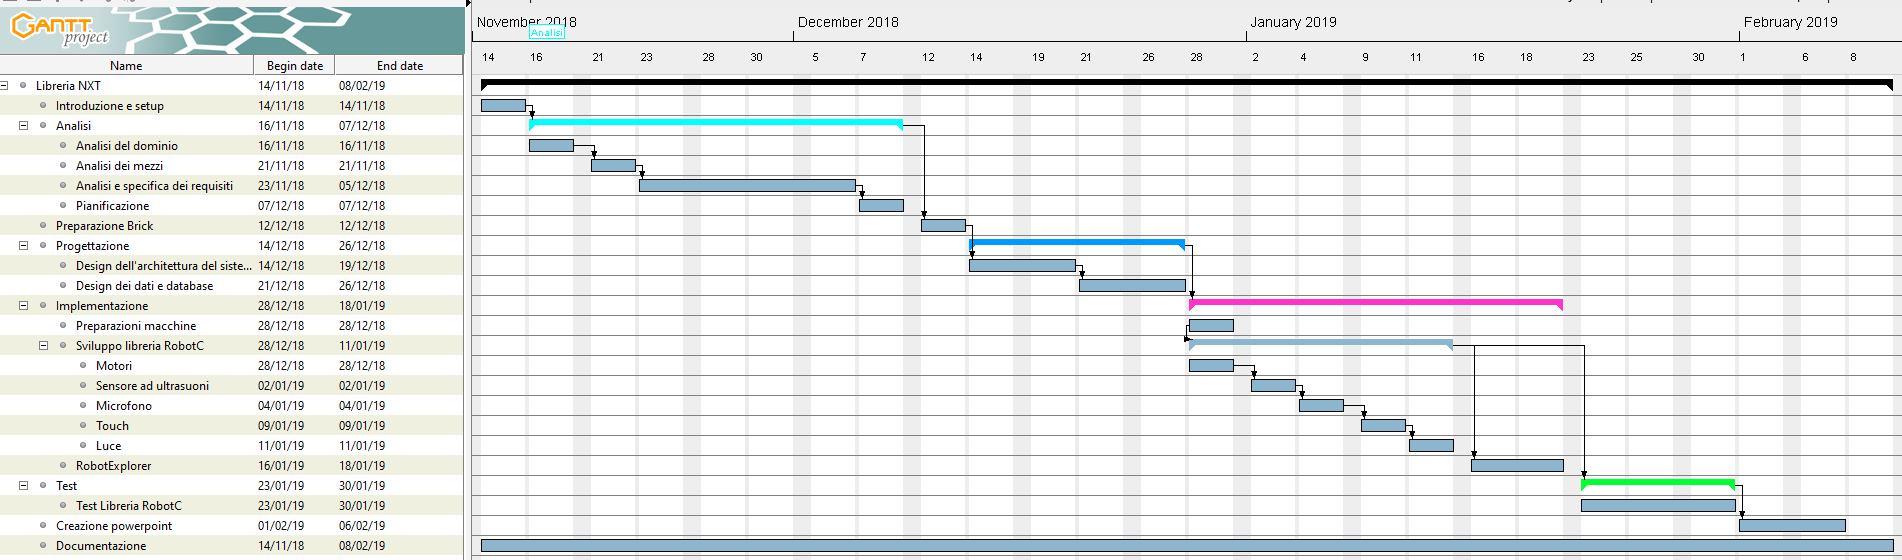 GANTT
project
Name Begin date End date
Libreria NXT 14/11/18 08/02/19
Introduzione e setup 14/11/18 14/11/18
Analisi 16/11/18 07/12/18
Analisi del dominio 16/11/18 16/11/18
Analisi dei mezzi 21/11/18 21/11/18
Analisi e specifica dei requisiti 23/11/18 05/12/18
Pianificazione 07/12/18 07/12/18
Preparazione Brick 12/12/18 12/12/18
Progettazione 14/12/18 26/12/18
Design dell'architettura del siste... 14/12/18 19/12/18
Design dei dati e database 21/12/18 26/12/18
Implementazione 28/12/18 18/01/19
Preparazioni macchine 28/12/18 28/12/18
Sviluppo libreria RobotC 28/12/18 11/01/19
Motori 28/12/18 28/12/18
Sensore ad ultrasuoni 02/01/19 02/01/19
Microfono 04/01/19 04/01/19
Touch 09/01/19 09/01/19
Luce 11/01/19 11/01/19
RobotExplorer 16/01/19 18/01/19
Test 23/01/19 30/01/19
Test Libreria RobotC 23/01/19 30/01/19
Creazione powerpoint 01/02/19 06/02/19
Documentazione 14/11/18 08/02/19
November 2018 December 2018 January 2019 February 2019
Analisi
14 16 21 23 28 30 5 7 12 14 19 21 26 28 2 4 9 11 16 18 23 25 30 1 6 8